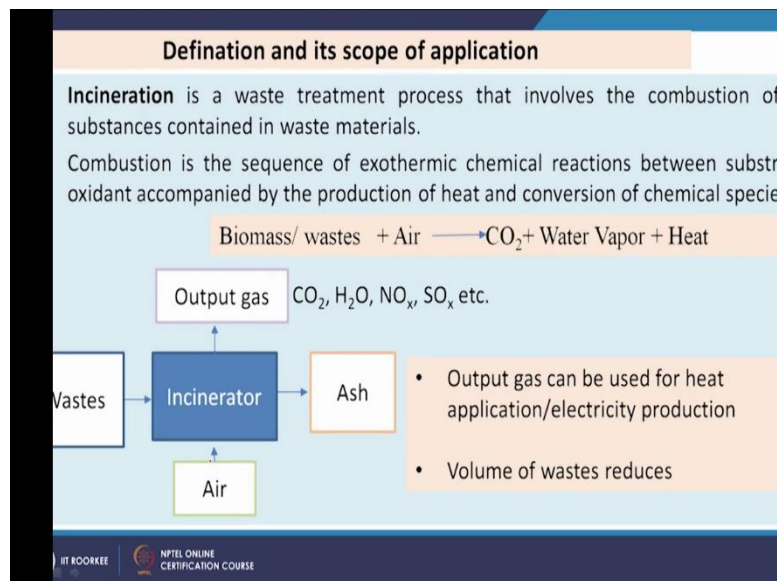 Defination and its scope of application
Incineration is a waste treatment process that involves the combustion of
substances contained in waste materials.
Combustion is the sequence of exothermic chemical reactions between substr
oxidant accompanied by the production of heat and conversion of chemical specie
Biomass/ wastes + Air → CO₂+ Water Vapor + Heat
Output gas CO₂, H₂O, NOₓ, SOₓ etc.
Wastes Incinerator Ash
• Output gas can be used for heat
application/electricity production
• Volume of wastes reduces
Air
IIT ROORKEE
NPTEL ONLINE
CERTIFICATION COURSE